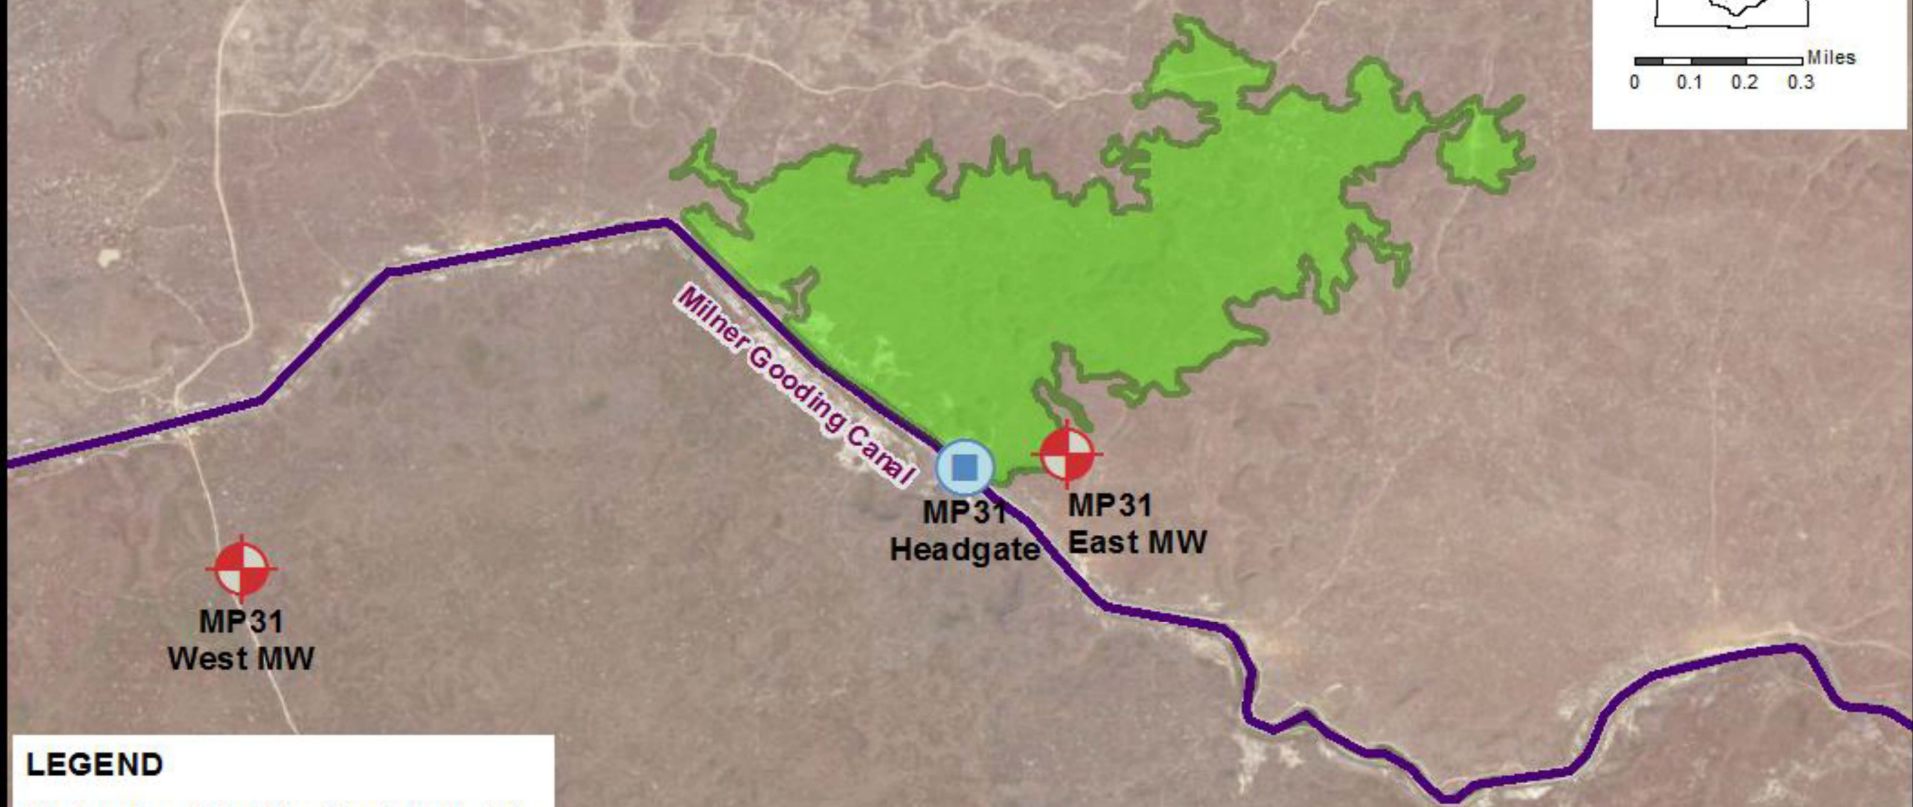 Miles
0 0.1 0.2 0.3
Milner Gooding Canal
MP31
Headgate
MP31
East MW
MP31
West MW
LEGEND